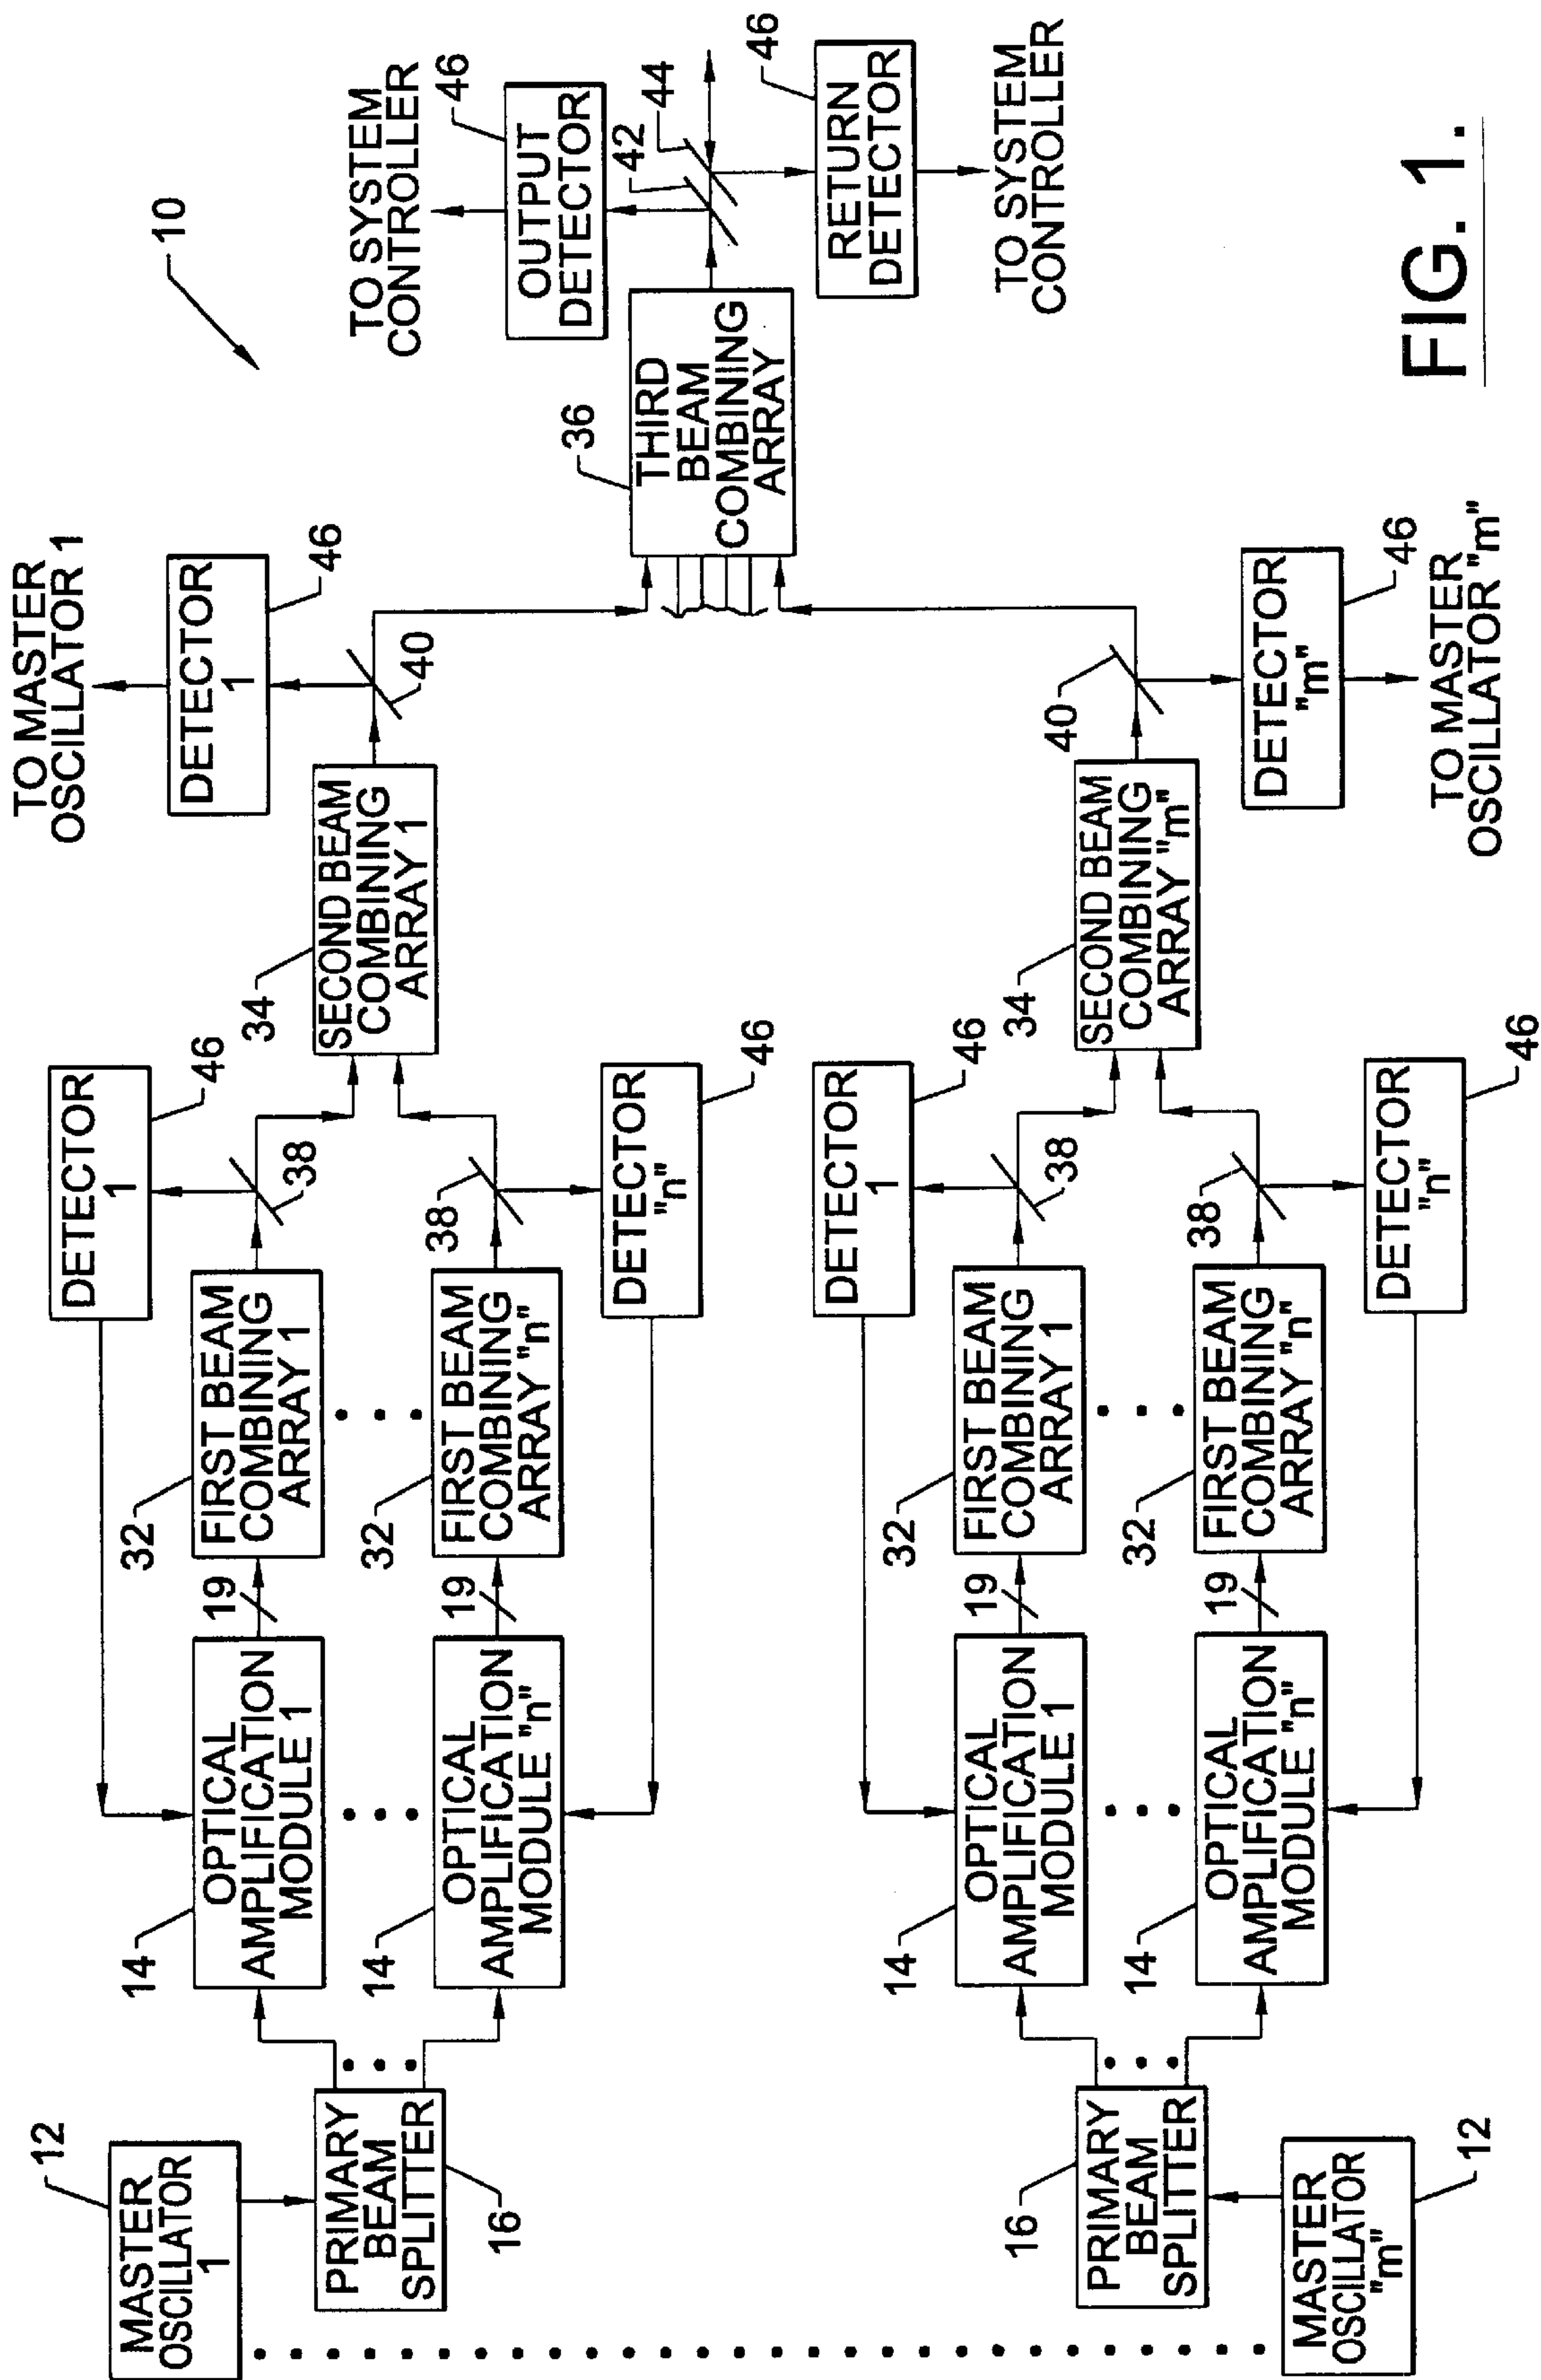 10
12
MASTER
OSCILLATOR
1
PRIMARY
BEAM
SPLITTER
16
14
OPTICAL
AMPLIFICATION
MODULE 1
19
32
FIRST BEAM
COMBINING
ARRAY 1
DETECTOR
1
46
38
14
OPTICAL
AMPLIFICATION
MODULE "n"
19
32
FIRST BEAM
COMBINING
ARRAY "n"
38
DETECTOR
"n"
46
34
SECOND BEAM
COMBINING
ARRAY 1
40
DETECTOR
1
46
TO MASTER
OSCILLATOR 1
36
THIRD
BEAM
COMBINING
ARRAY
42
44
OUTPUT
DETECTOR
46
TO SYSTEM
CONTROLLER
RETURN
DETECTOR
46
TO SYSTEM
CONTROLLER
16
PRIMARY
BEAM
SPLITTER
MASTER
OSCILLATOR
"m"
12
14
OPTICAL
AMPLIFICATION
MODULE 1
19
32
FIRST BEAM
COMBINING
ARRAY 1
DETECTOR
1
46
38
14
OPTICAL
AMPLIFICATION
MODULE "n"
19
32
FIRST BEAM
COMBINING
ARRAY "n"
38
DETECTOR
"n"
46
34
SECOND BEAM
COMBINING
ARRAY "m"
40
DETECTOR
"m"
46
TO MASTER
OSCILLATOR "m"
FIG. 1.